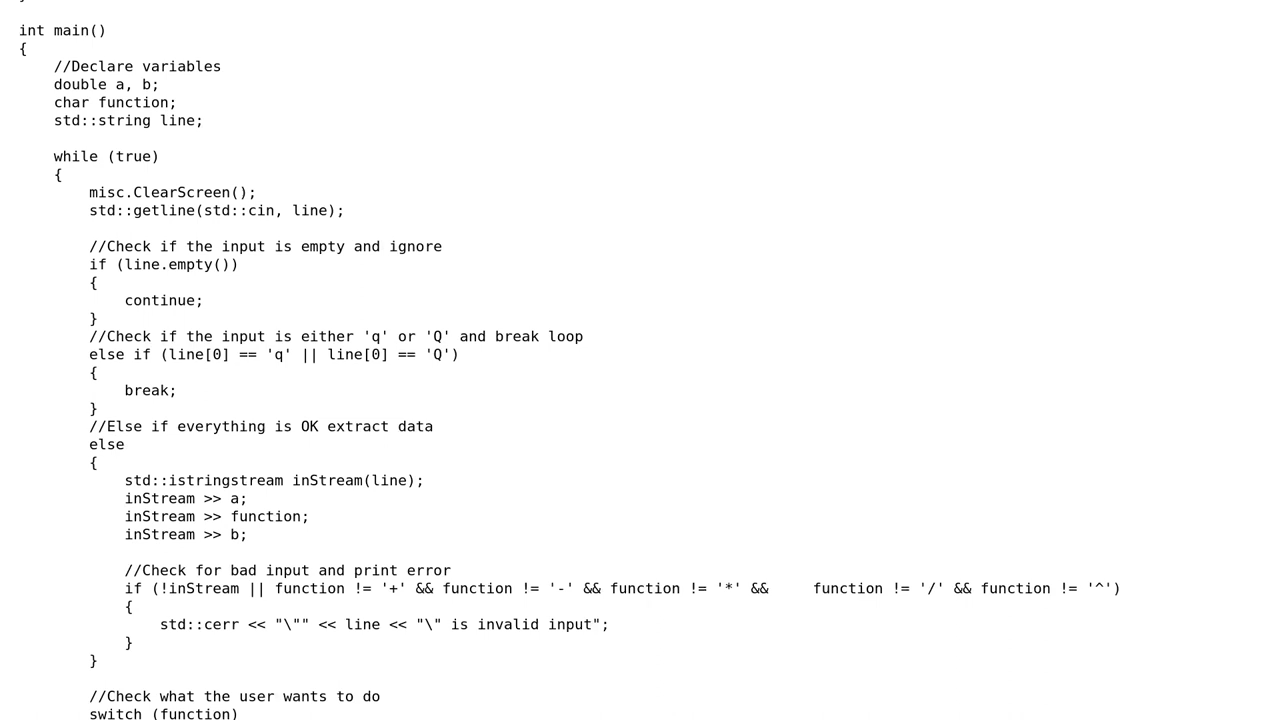 int main()
{
    //Declare variables
    double a, b;
    char function;
    std::string line;

    while (true)
    {
        misc.ClearScreen();
        std::getline(std::cin, line);

        //Check if the input is empty and ignore
        if (line.empty())
        {
            continue;
        }
        //Check if the input is either 'q' or 'Q' and break loop
        else if (line[0] == 'q' || line[0] == 'Q')
        {
            break;
        }
        //Else if everything is OK extract data
        else
        {
            std::istringstream inStream(line);
            inStream >> a;
            inStream >> function;
            inStream >> b;

            //Check for bad input and print error
            if (!inStream || function != '+' && function != '-' && function != '*' &&     function != '/' && function != '^')
            {
                std::cerr << "\"" << line << "\" is invalid input";
            }
        }

        //Check what the user wants to do
        switch (function)